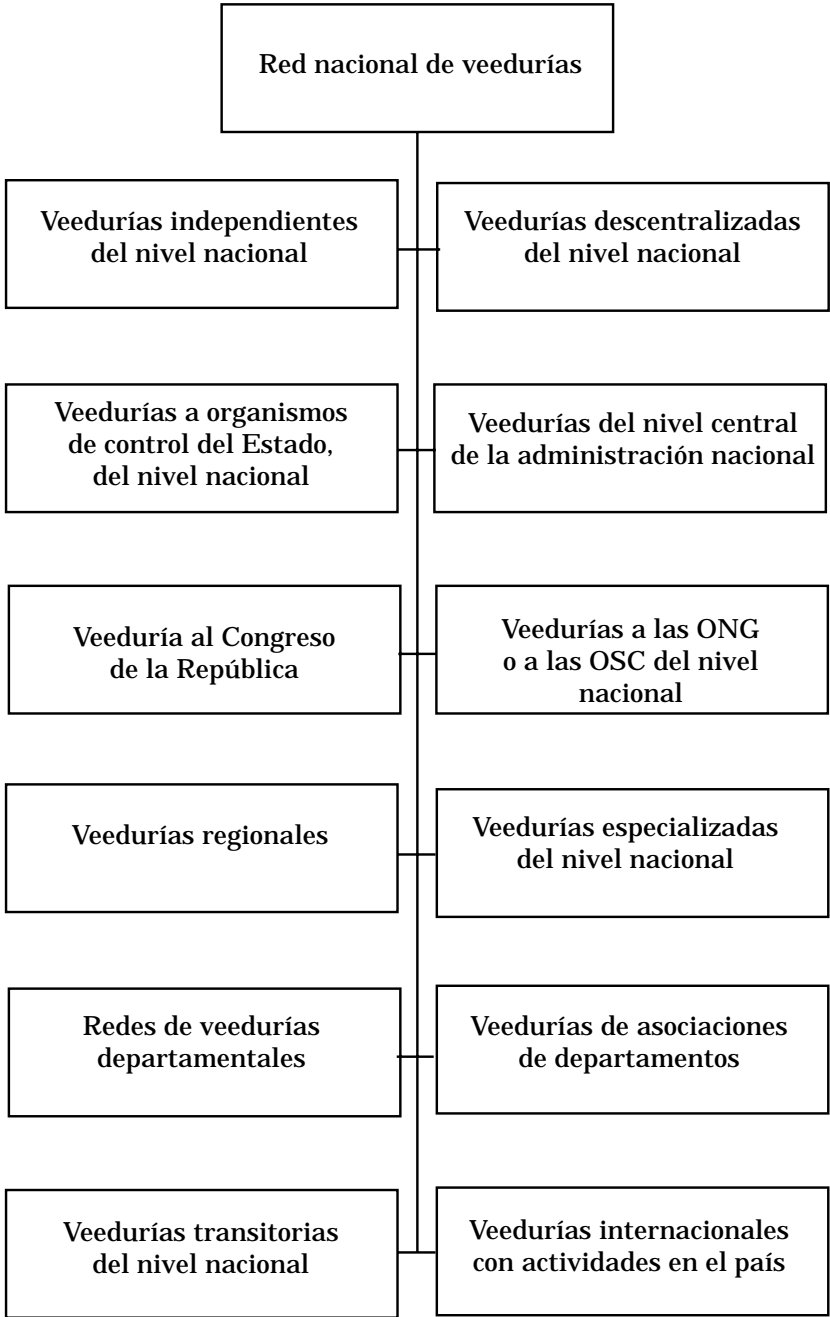 Red nacional de veedurías
Veedurías independientes
del nivel nacional
Veedurías descentralizadas
del nivel nacional
Veedurías a organismos
de control del Estado,
del nivel nacional
Veedurías del nivel central
de la administración nacional
Veeduría al Congreso
de la República
Veedurías a las ONG
o a las OSC del nivel
nacional
Veedurías regionales
Veedurías especializadas
del nivel nacional
Redes de veedurías
departamentales
Veedurías de asociaciones
de departamentos
Veedurías transitorias
del nivel nacional
Veedurías internacionales
con actividades en el país